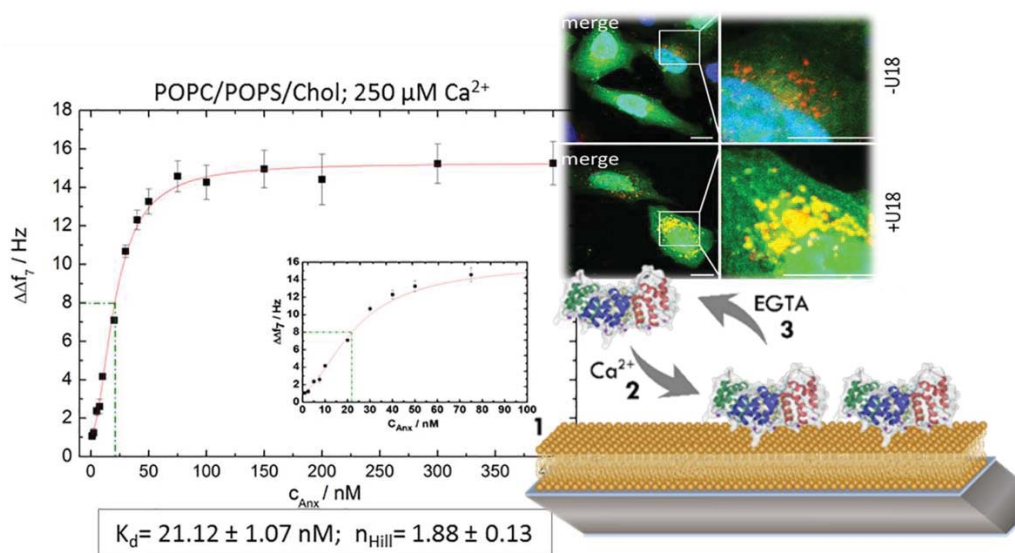 POPC/POPS/Chol; 250 µM Ca²⁺
18
16
14
12
10
8
6
4
2
0
ΔΔf₇ / Hz
0 50 100 150 200 250 300 350
c_Anx / nM
16
14
12
10
8
6
4
2
0
ΔΔf₇ / Hz
0 10 20 30 40 50 60 70 80 90 100
C_Anx / nM
K_d= 21.12 ± 1.07 nM; n_Hill= 1.88 ± 0.13
merge
-U18
merge
+U18
EGTA
3
Ca²⁺
2
1